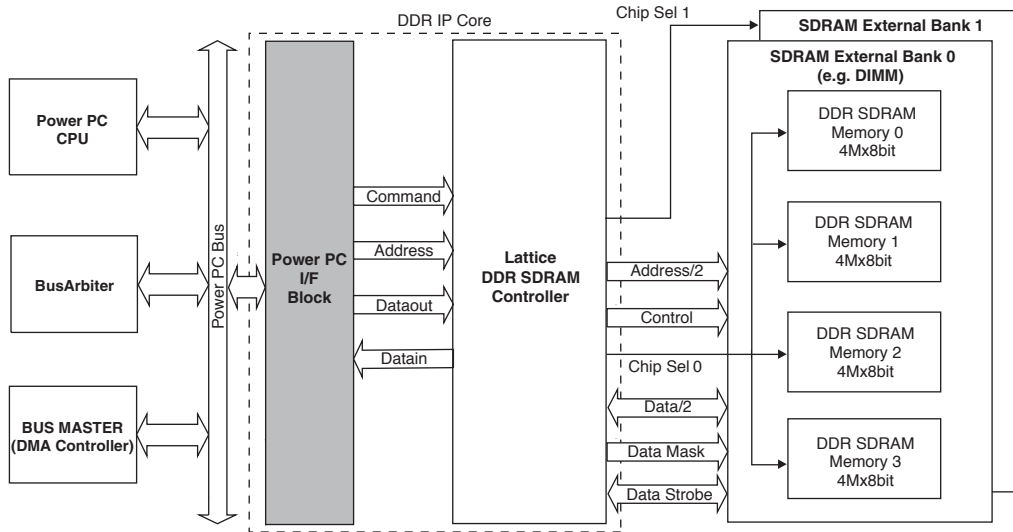 DDR IP Core
Chip Sel 1
SDRAM External Bank 1
SDRAM External Bank 0
(e.g. DIMM)
Power PC
CPU
BusArbiter
BUS MASTER
(DMA Controller)
Power PC Bus
Power PC
I/F
Block
Command
Address
Dataout
Datain
Lattice
DDR SDRAM
Controller
Address/2
Control
Chip Sel 0
Data/2
Data Mask
Data Strobe
DDR SDRAM
Memory 0
4Mx8bit
DDR SDRAM
Memory 1
4Mx8bit
DDR SDRAM
Memory 2
4Mx8bit
DDR SDRAM
Memory 3
4Mx8bit